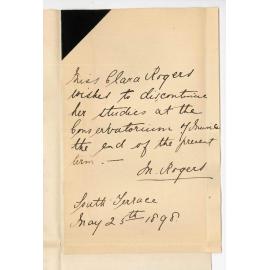 Miss Clara Rogers
wishes to discontinue
her studies at the
Conservatorium of Music
the end of the present
term. —
M. Rogers
South Terrace
May 25th 1898